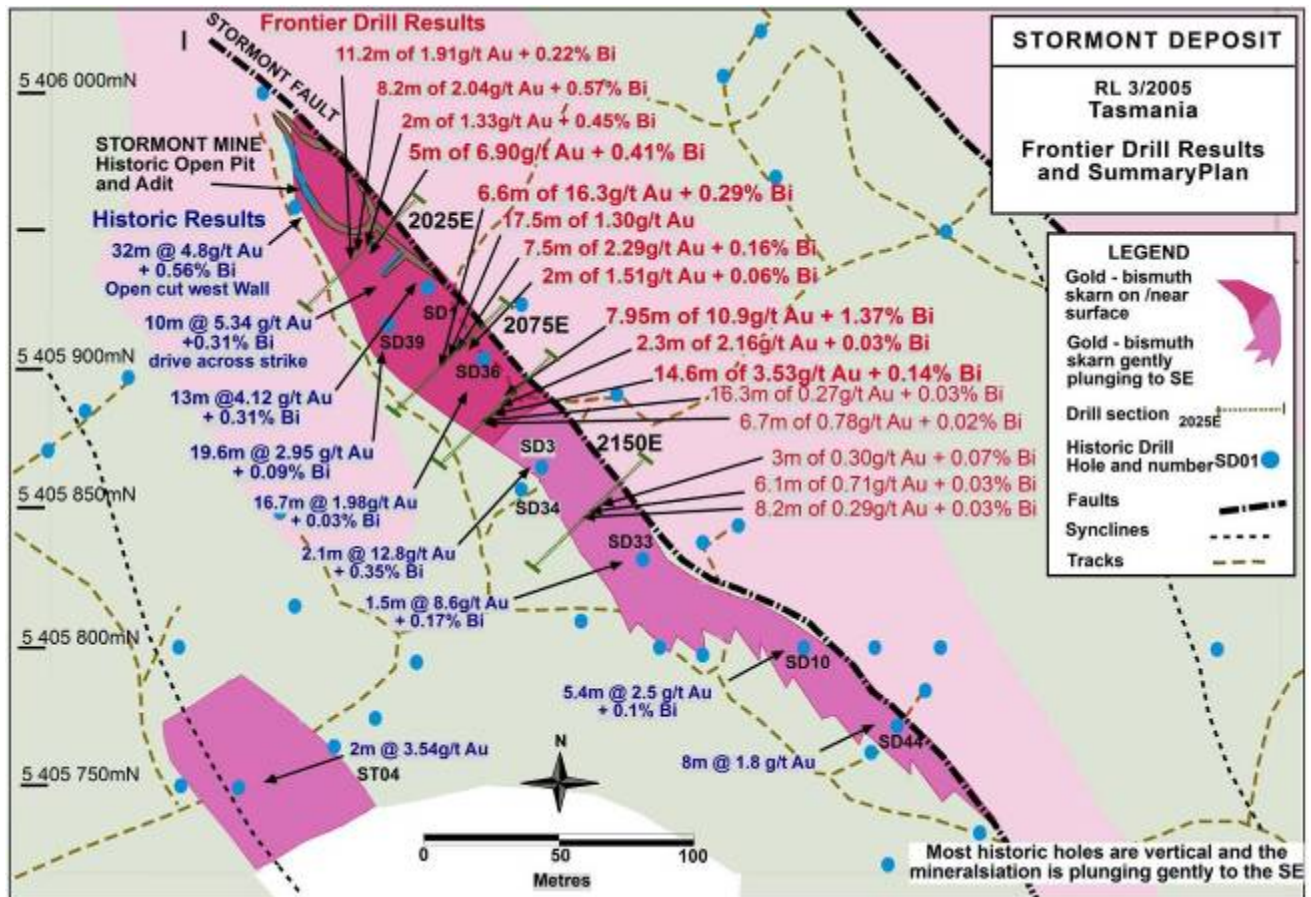 STORMONT DEPOSIT
RL 3/2005
Tasmania
Frontier Drill Results
and SummaryPlan
LEGEND
Gold - bismuth
skarn on /near
surface
Gold - bismuth
skarn gently
plunging to SE
Drill section
2025E
Historic Drill
Hole and number
SD01
Faults
Synclines
Tracks
Frontier Drill Results
STORMONT FAULT
11.2m of 1.91g/t Au + 0.22% Bi
8.2m of 2.04g/t Au + 0.57% Bi
2m of 1.33g/t Au + 0.45% Bi
5m of 6.90g/t Au + 0.41% Bi
6.6m of 16.3g/t Au + 0.29% Bi
17.5m of 1.30g/t Au
7.5m of 2.29g/t Au + 0.16% Bi
2m of 1.51g/t Au + 0.06% Bi
7.95m of 10.9g/t Au + 1.37% Bi
2.3m of 2.16g/t Au + 0.03% Bi
14.6m of 3.53g/t Au + 0.14% Bi
16.3m of 0.27g/t Au + 0.03% Bi
6.7m of 0.78g/t Au + 0.02% Bi
3m of 0.30g/t Au + 0.07% Bi
6.1m of 0.71g/t Au + 0.03% Bi
8.2m of 0.29g/t Au + 0.03% Bi
2025E
2075E
2150E
5 406 000mN
5 405 900mN
5 405 850mN
5 405 800mN
5 405 750mN
STORMONT MINE
Historic Open Pit
and Adit
Historic Results
32m @ 4.8g/t Au
+ 0.56% Bi
Open cut west Wall
10m @ 5.34 g/t Au
+0.31% Bi
drive across strike
13m @4.12 g/t Au
+ 0.31% Bi
19.6m @ 2.95 g/t Au
+ 0.09% Bi
16.7m @ 1.98g/t Au
+ 0.03% Bi
2.1m @ 12.8g/t Au
+ 0.35% Bi
1.5m @ 8.6g/t Au
+ 0.17% Bi
5.4m @ 2.5 g/t Au
+ 0.1% Bi
8m @ 1.8 g/t Au
2m @ 3.54g/t Au
SD1
SD39
SD36
SD3
SD34
SD33
SD10
SD44
ST04
N
0 50 100
Metres
Most historic holes are vertical and the
mineralsiation is plunging gently to the SE